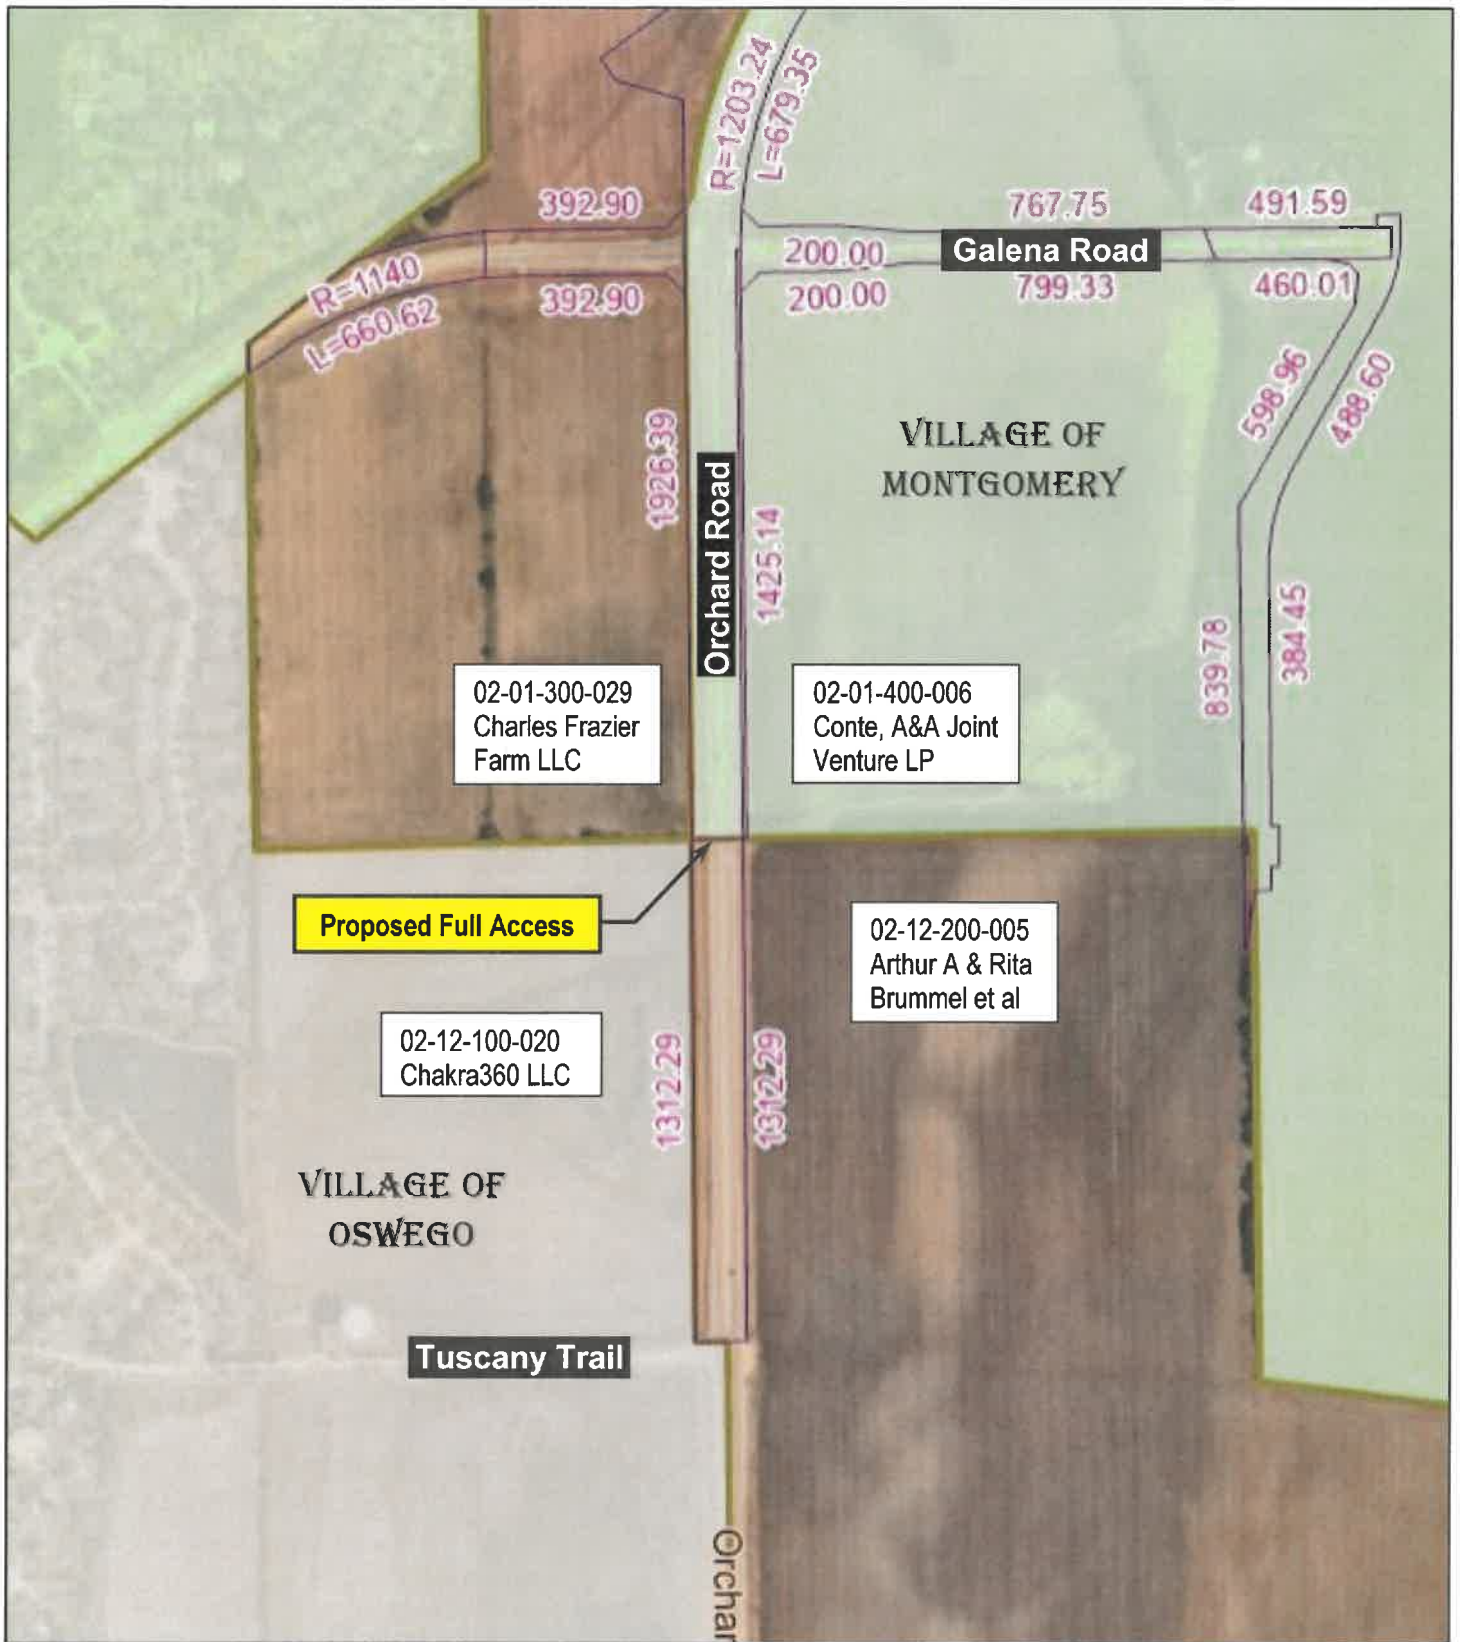 R=1203.24
L=679.35
392.90
767.75
491.59
200.00
Galena Road
R=1140
L=660.62
392.90
200.00
799.33
460.01
598.96
488.60
VILLAGE OF
MONTGOMERY
1926.39
Orchard Road
1425.14
839.78
384.45
02-01-300-029
Charles Frazier
Farm LLC
02-01-400-006
Conte, A&A Joint
Venture LP
Proposed Full Access
02-12-200-005
Arthur A & Rita
Brummel et al
02-12-100-020
Chakra360 LLC
1312.29
1312.29
VILLAGE OF
OSWEGO
Tuscany Trail
Orchar